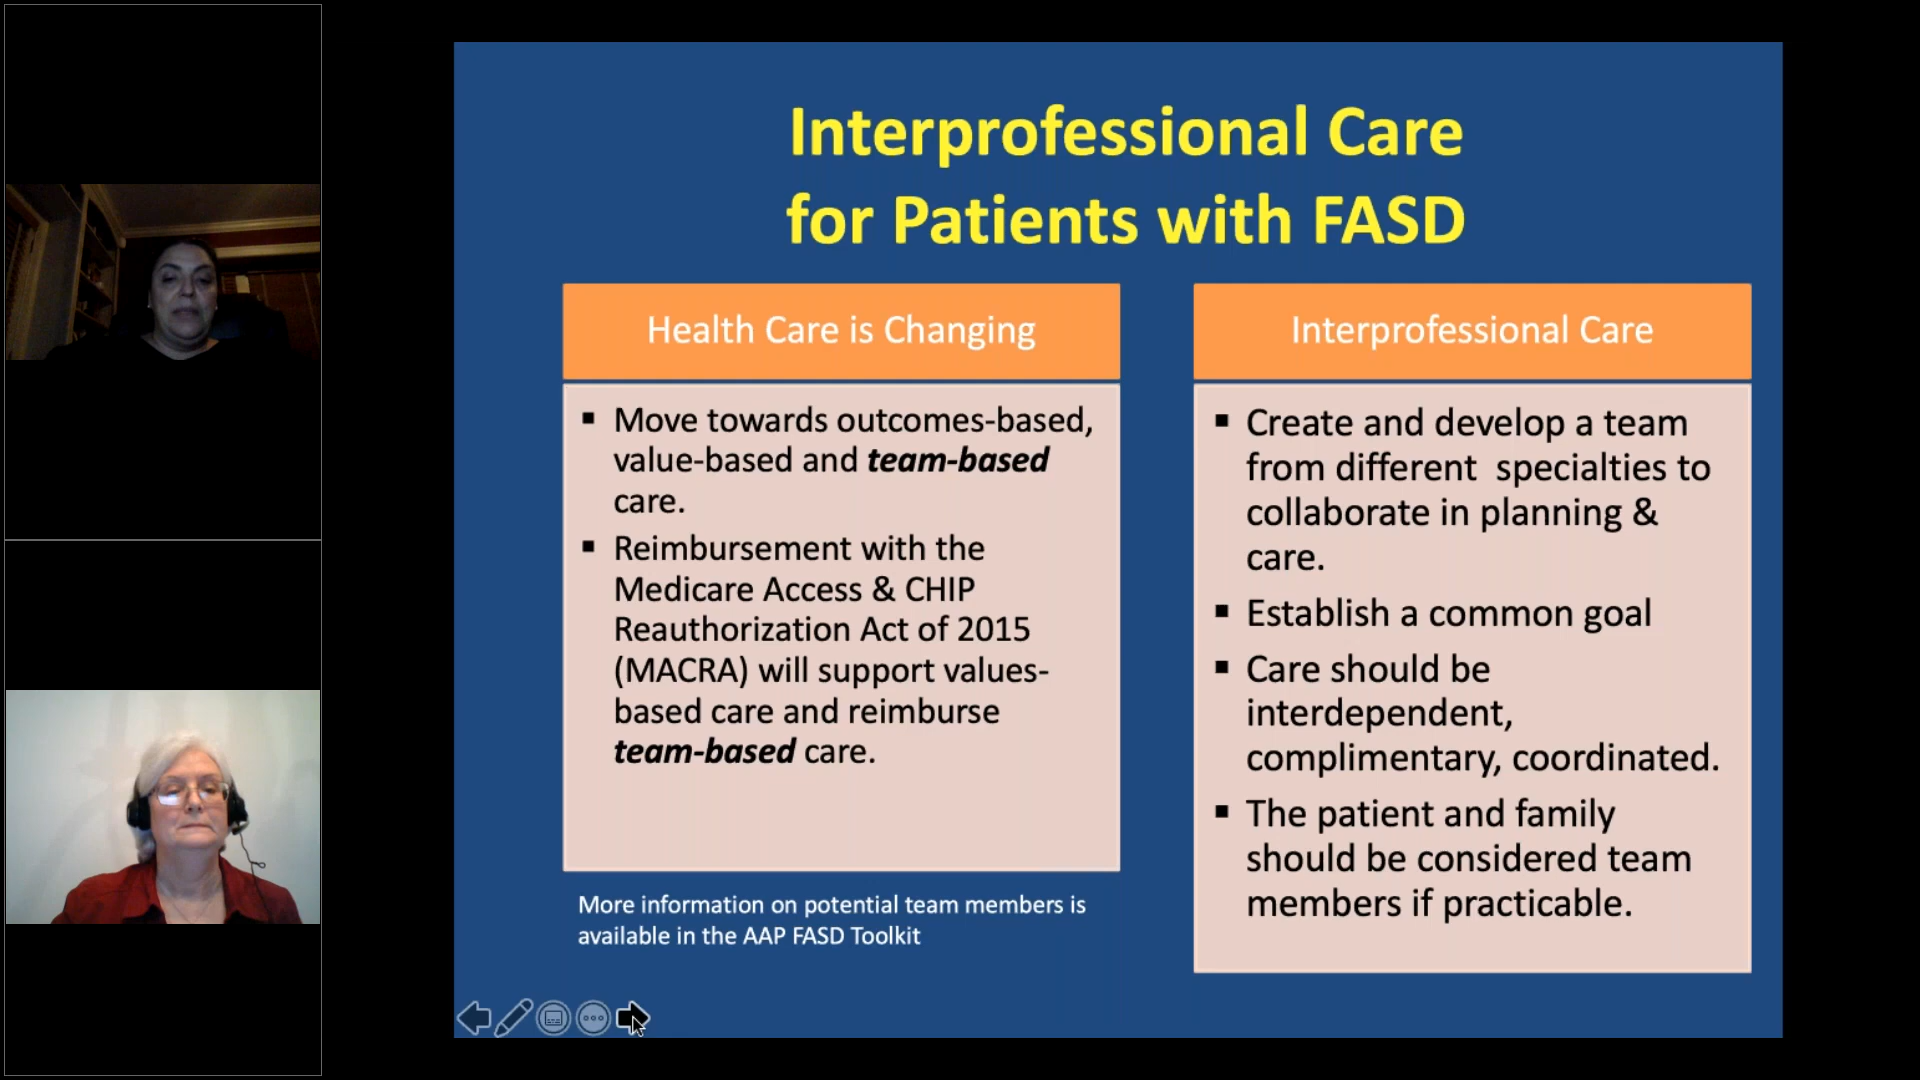 Interprofessional Care
for Patients with FASD
Health Care is Changing
▪ Move towards outcomes-based,
value-based and team-based
care.
▪ Reimbursement with the
Medicare Access & CHIP
Reauthorization Act of 2015
(MACRA) will support values-
based care and reimburse
team-based care.
More information on potential team members is
available in the AAP FASD Toolkit
Interprofessional Care
▪ Create and develop a team
from different  specialties to
collaborate in planning &
care.
▪ Establish a common goal
▪ Care should be
interdependent,
complimentary, coordinated.
▪ The patient and family
should be considered team
members if practicable.